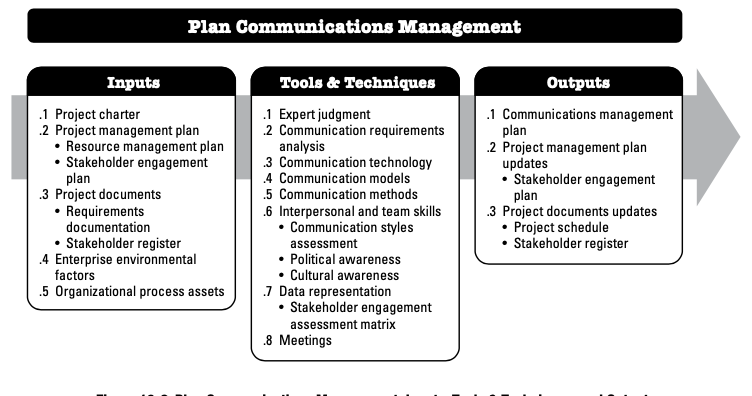 Plan Communications Management
Inputs
.1 Project charter
.2 Project management plan
• Resource management plan
• Stakeholder engagement
plan
.3 Project documents
• Requirements
documentation
• Stakeholder register
.4 Enterprise environmental
factors
.5 Organizational process assets
Tools & Techniques
.1 Expert judgment
.2 Communication requirements
analysis
.3 Communication technology
.4 Communication models
.5 Communication methods
.6 Interpersonal and team skills
• Communication styles
assessment
• Political awareness
• Cultural awareness
.7 Data representation
• Stakeholder engagement
assessment matrix
.8 Meetings
Outputs
.1 Communications management
plan
.2 Project management plan
updates
• Stakeholder engagement
plan
.3 Project documents updates
• Project schedule
• Stakeholder register